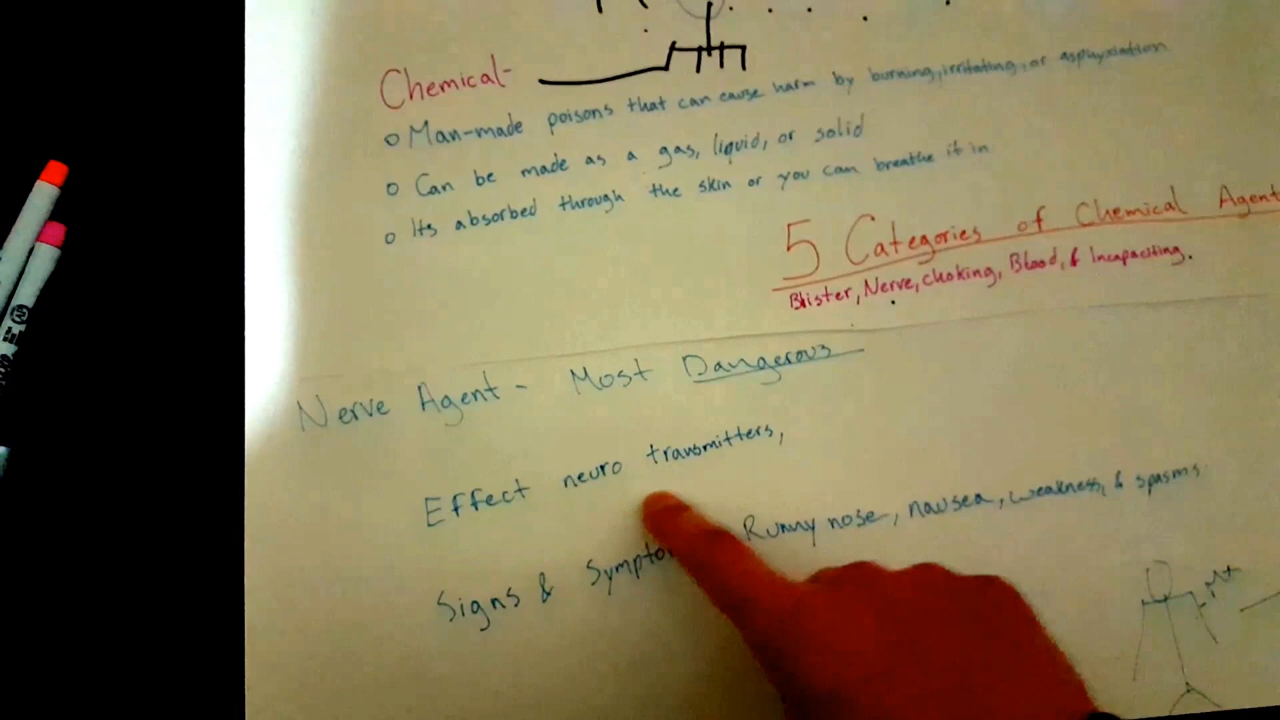 Chemical-
o Man-made poisons that can cause harm by burning, irritating, or asphyxiation
o Can be made as a gas, liquid, or solid
o Its absorbed through the skin or you can breathe it in
5 Categories of Chemical Agent
Blister, Nerve, choking, Blood, & Incapaciting.
Nerve Agent - Most Dangerous
Effect neuro transmitters,
Signs & Sympto Runny nose, nausea, weakness, & spasms